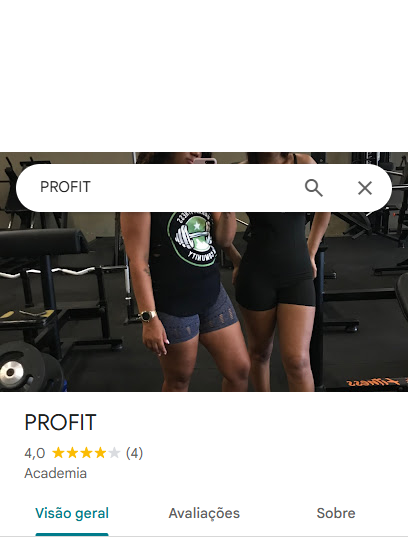 PROFIT
PROFIT
4,0 (4)
Academia
Visão geral Avaliações Sobre